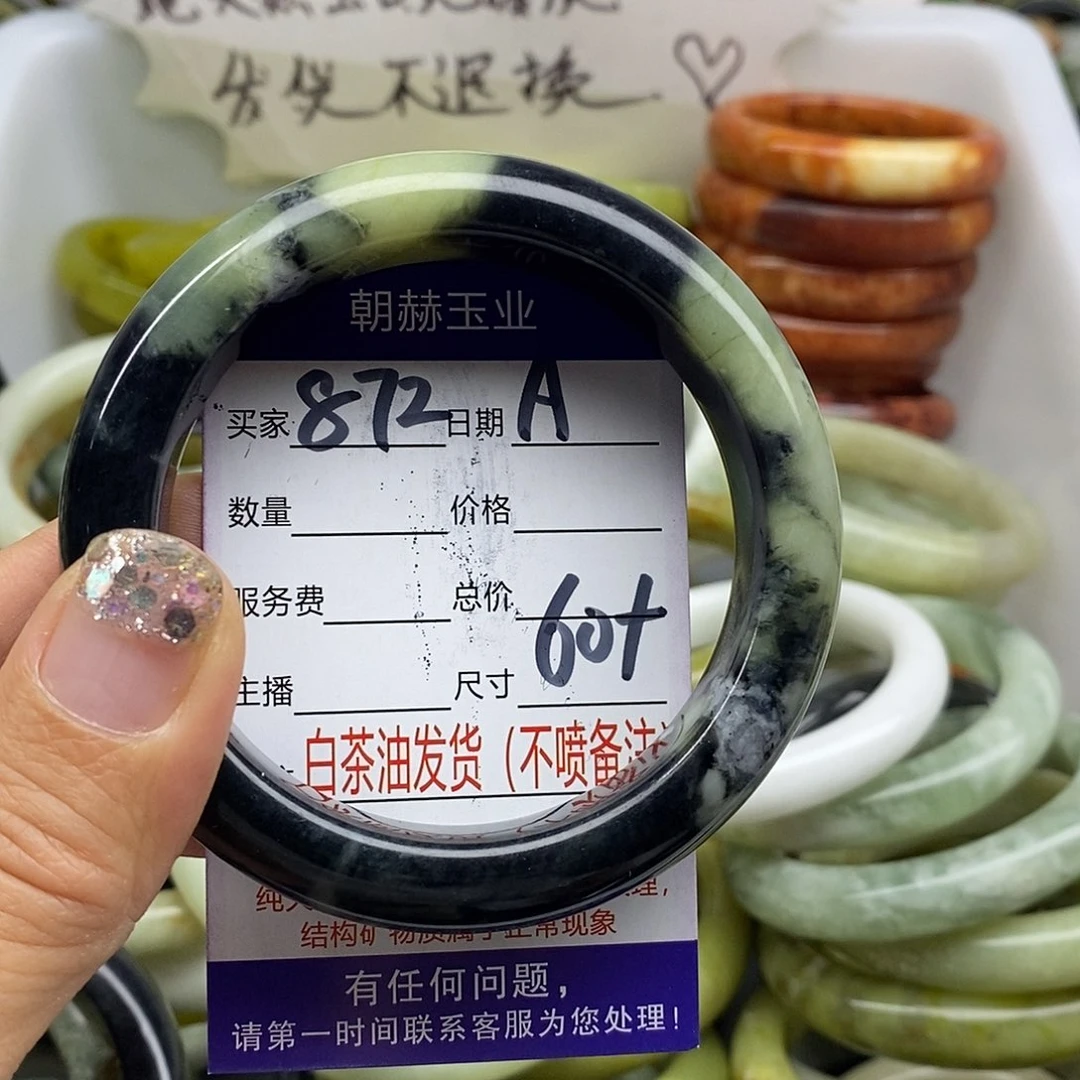 发货不退换
朝赫玉业
买家 872 日期 A
数量 价格
服务费 总价
主播 尺寸 60+
白茶油发货（不喷备注
结构矿物质属于正常现象
有任何问题，
请第一时间联系客服为您处理！